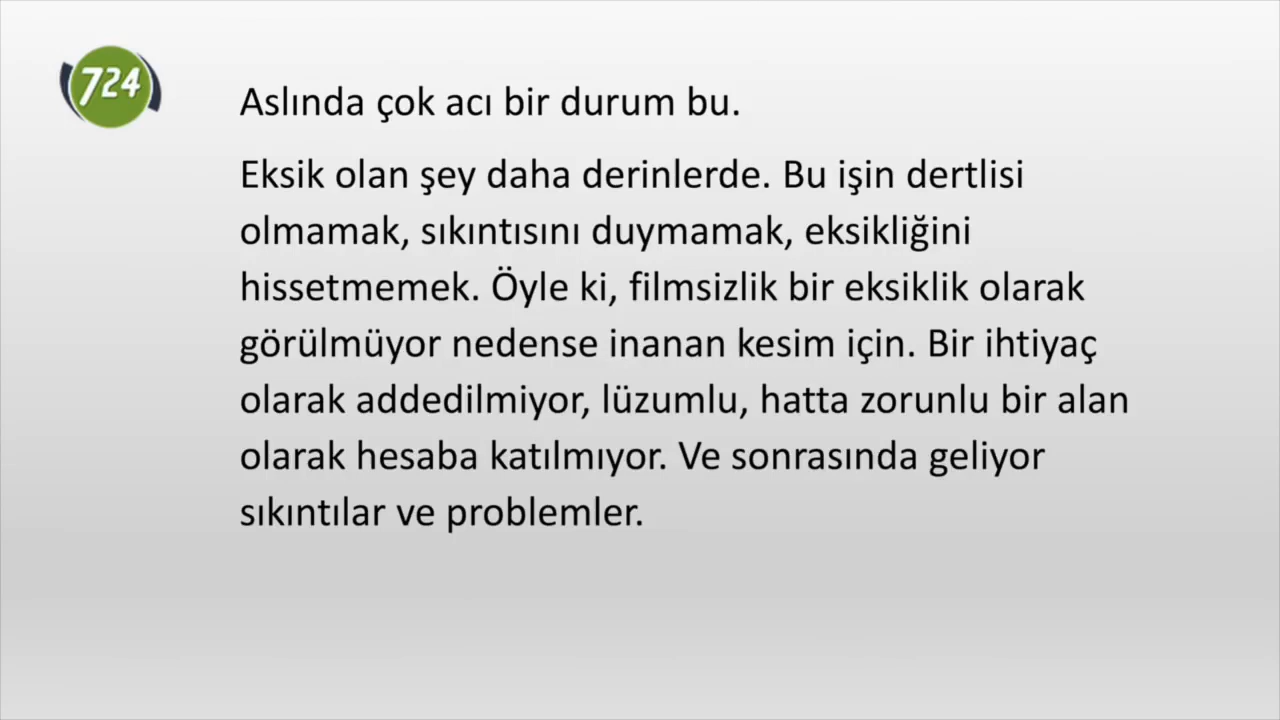 724
Aslında çok acı bir durum bu.
Eksik olan şey daha derinlerde. Bu işin dertlisi
olmamak, sıkıntısını duymamak, eksikliğini
hissetmemek. Öyle ki, filmsizlik bir eksiklik olarak
görülmüyor nedense inanan kesim için. Bir ihtiyaç
olarak addedilmiyor, lüzumlu, hatta zorunlu bir alan
olarak hesaba katılmıyor. Ve sonrasında geliyor
sıkıntılar ve problemler.